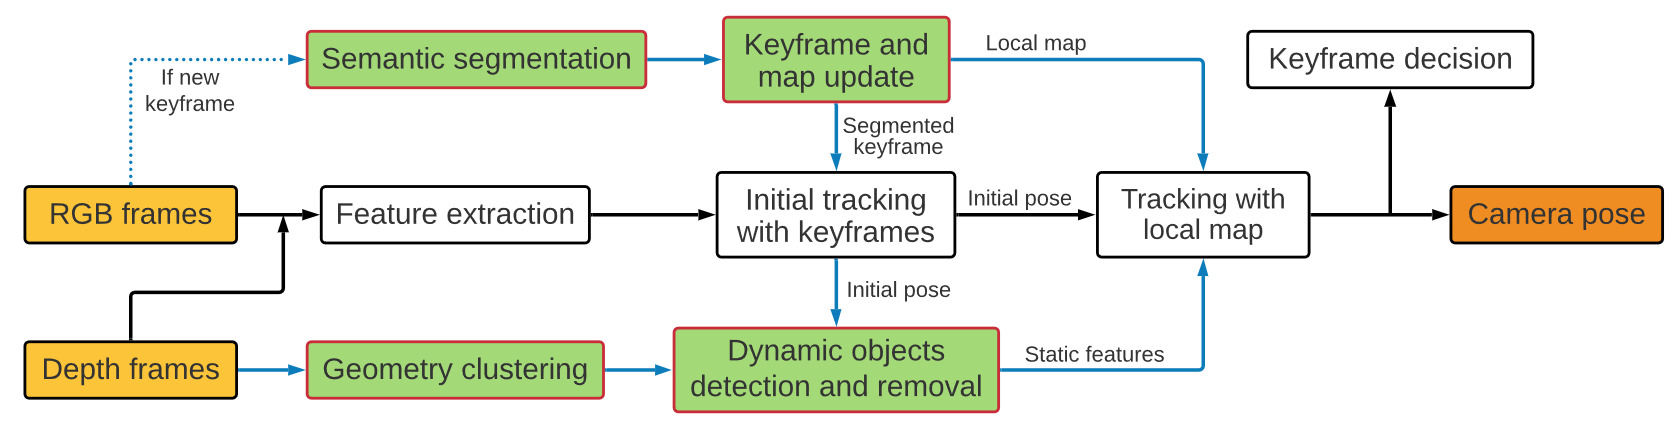 Semantic segmentation
Keyframe and
map update
Local map
Keyframe decision
If new
keyframe
Segmented
keyframe
RGB frames
Feature extraction
Initial tracking
with keyframes
Initial pose
Tracking with
local map
Camera pose
Initial pose
Depth frames
Geometry clustering
Dynamic objects
detection and removal
Static features